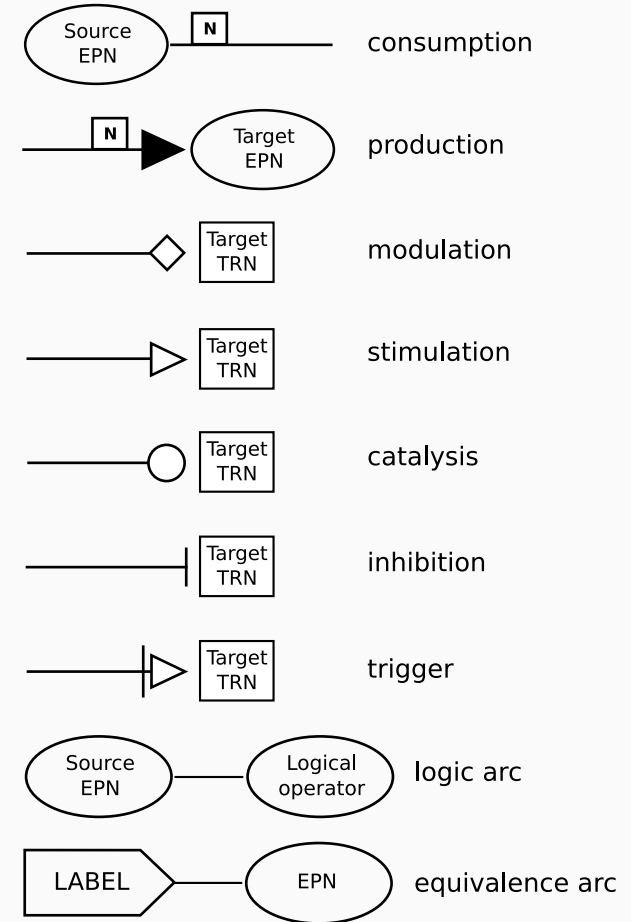 Source
EPN
N
consumption
N
Target
EPN
production
Target
TRN
modulation
Target
TRN
stimulation
Target
TRN
catalysis
Target
TRN
inhibition
Target
TRN
trigger
Source
EPN
Logical
operator
logic arc
LABEL
EPN
equivalence arc